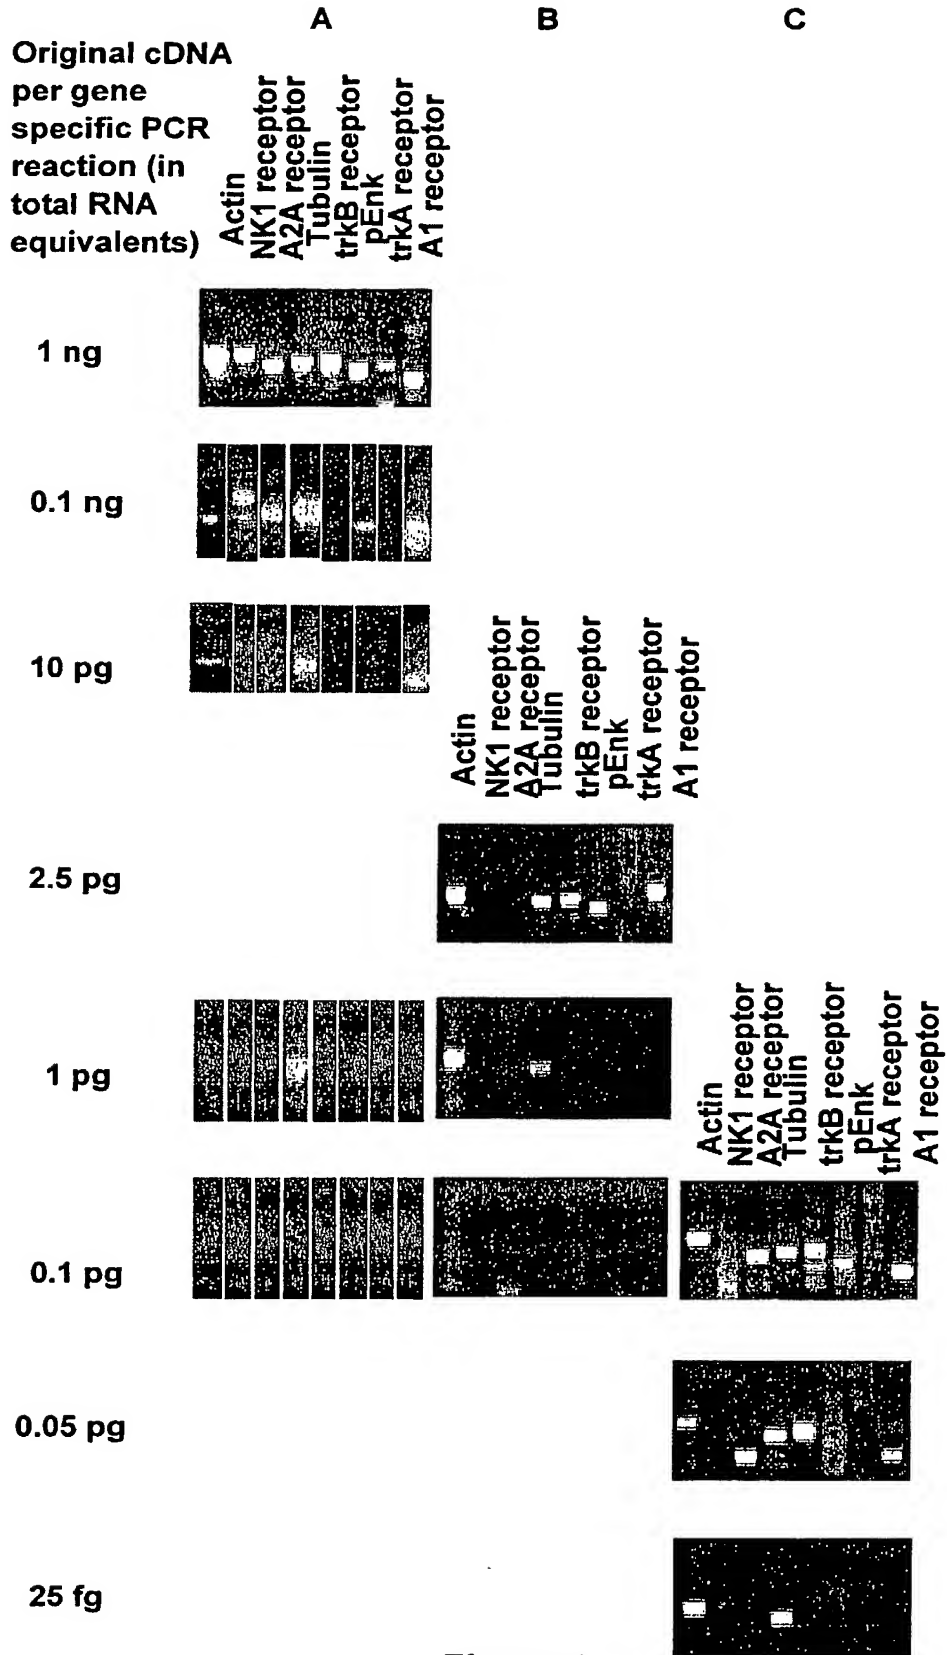 A B C
Original cDNA
per gene
specific PCR
reaction (in
total RNA
equivalents)
Actin
NK1 receptor
A2A receptor
Tubulin
trkB receptor
pEnk
trkA receptor
A1 receptor
1 ng
0.1 ng
10 pg
Actin
NK1 receptor
A2A receptor
Tubulin
trkB receptor
pEnk
trkA receptor
A1 receptor
2.5 pg
Actin
NK1 receptor
A2A receptor
Tubulin
trkB receptor
pEnk
trkA receptor
A1 receptor
1 pg
0.1 pg
0.05 pg
25 fg